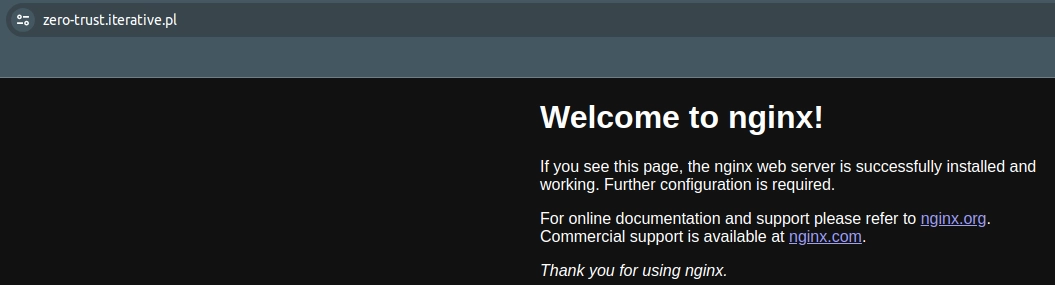 zero-trust.iterative.pl
Welcome to nginx!
If you see this page, the nginx web server is successfully installed and
working. Further configuration is required.
For online documentation and support please refer to nginx.org.
Commercial support is available at nginx.com.
Thank you for using nginx.